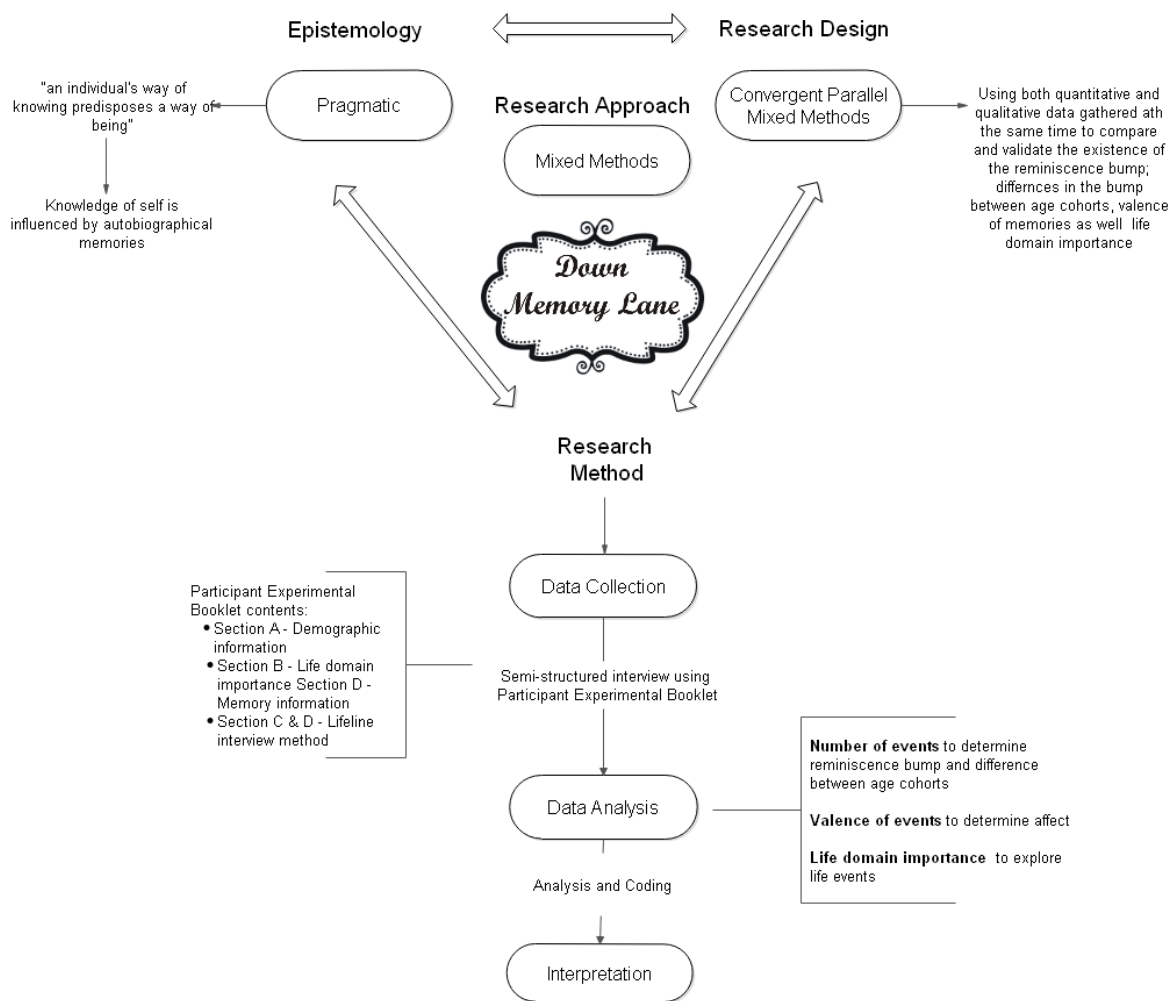 Epistemology
Research Design
"an individual's way of
knowing predisposes a way of
being"
Pragmatic
Knowledge of self is
influenced by autobiographical
memories
Research Approach
Mixed Methods
Convergent Parallel
Mixed Methods
Using both quantitative and
qualitative data gathered ath
the same time to compare
and validate the existence of
the reminiscence bump;
differnces in the bump
between age cohorts, valence
of memories as well life
domain importance
Down
Memory Lane
Research
Method
Data Collection
Participant Experimental
Booklet contents:
• Section A - Demographic
information
• Section B - Life domain
importance Section D -
Memory information
• Section C & D - Lifeline
interview method
Semi-structured interview using
Participant Experimental Booklet
Data Analysis
Number of events to determine
reminiscence bump and difference
between age cohorts
Valence of events to determine affect
Life domain importance to explore
life events
Analysis and Coding
Interpretation